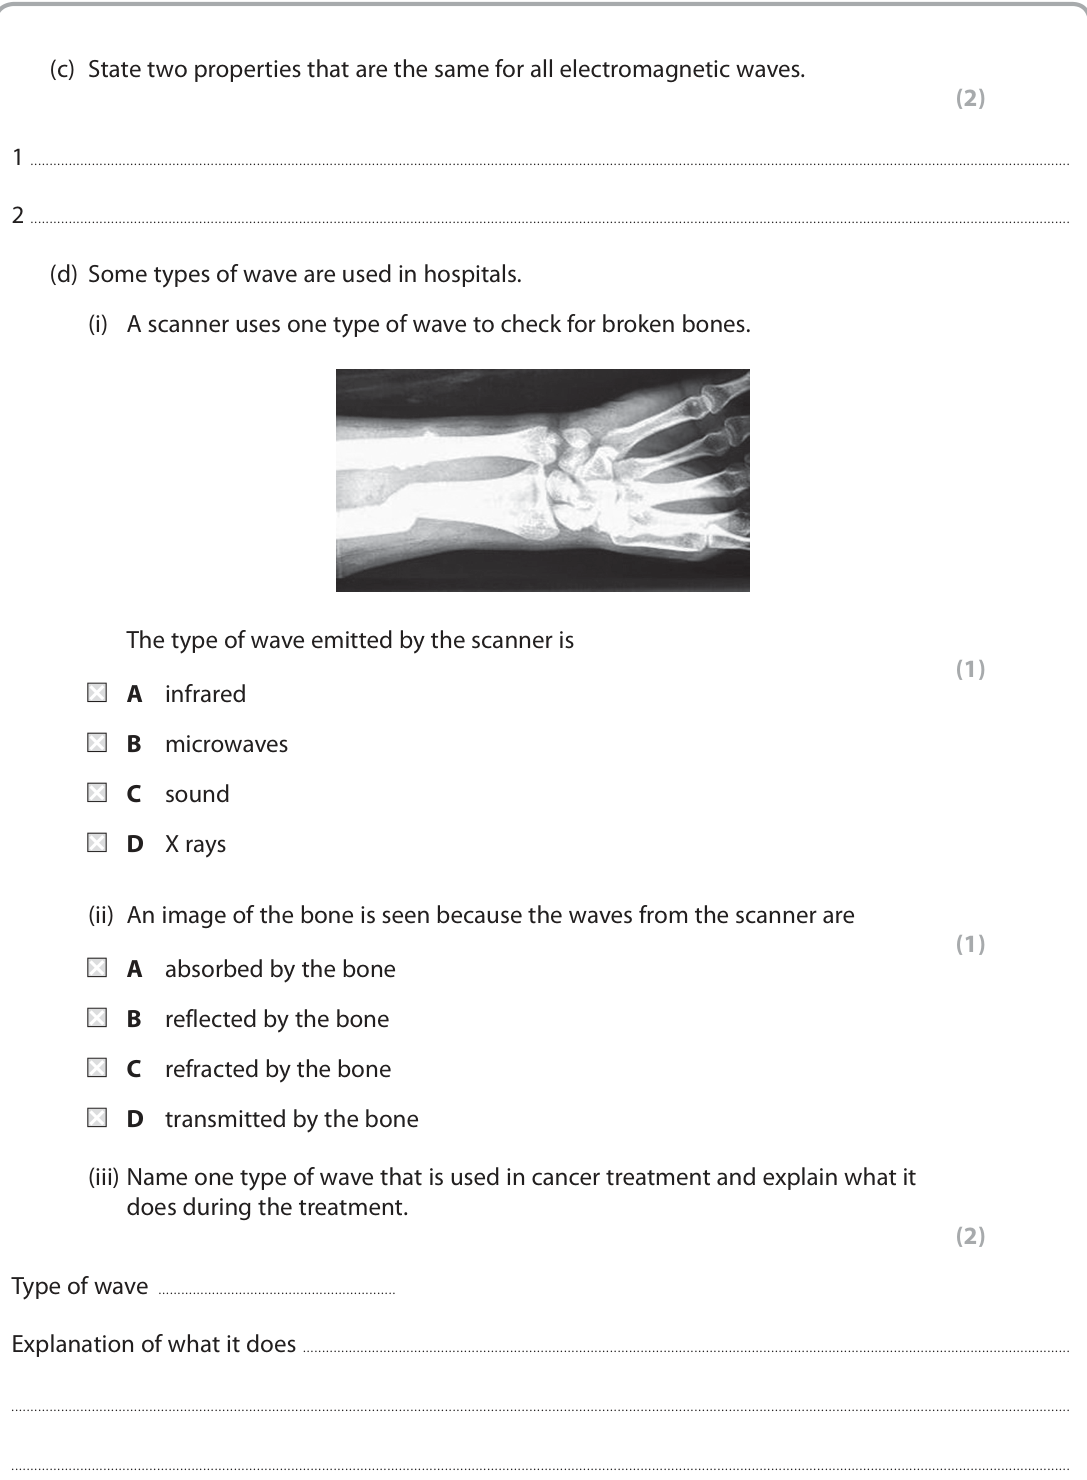 (c) State two properties that are the same for all electromagnetic waves.
(2)
1
2
(d) Some types of wave are used in hospitals.
(i) A scanner uses one type of wave to check for broken bones.
The type of wave emitted by the scanner is
(1)
A infrared
B microwaves
C sound
D X rays
(ii) An image of the bone is seen because the waves from the scanner are
(1)
A absorbed by the bone
B reflected by the bone
C refracted by the bone
D transmitted by the bone
(iii) Name one type of wave that is used in cancer treatment and explain what it
does during the treatment.
(2)
Type of wave
Explanation of what it does